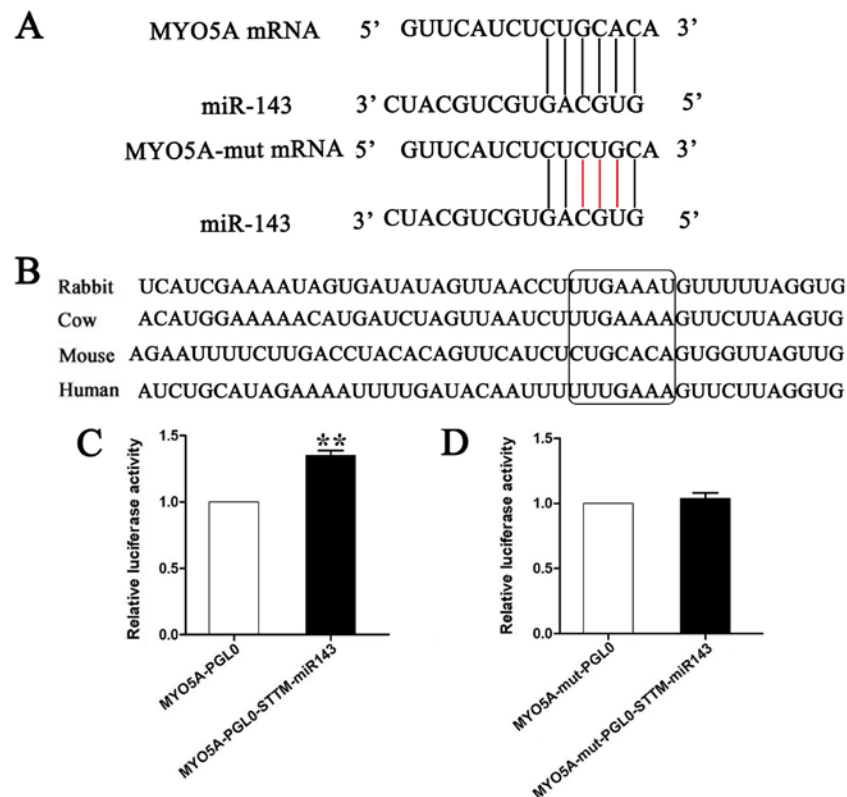 A
MYO5A mRNA 5’ GUUCAUCUCUGCACA 3’
miR-143 3’ CUACGUCGUGACGUG 5’
MYO5A-mut mRNA 5’ GUUCAUCUCUCUGCA 3’
miR-143 3’ CUACGUCGUGACGUG 5’
B
Rabbit UCAUCGAAAAUAGUGAUAUAGUUAACCUUUGAAAUGUUUUUAGGUG
Cow ACAUGGAAAAACAUGAUCUAGUUAAUCUUUGAAAAGUUCUUAAGUG
Mouse AGAAUUUUCUUGACCUACACAGUUCAUCUCUGCACAGUGGUUAGUUG
Human AUCUGCAUAGAAAAUUUUGAUACAAUUUUUUGAAAGUUCUUAGGUG
C
Relative luciferase activity
1.5
**
1.0
0.5
0.0
MYO5A-PGL0
MYO5A-PGL0-STTM-miR143
D
Relative luciferase activity
1.5
1.0
0.5
0.0
MYO5A-mut-PGL0
MYO5A-mut-PGL0-STTM-miR143